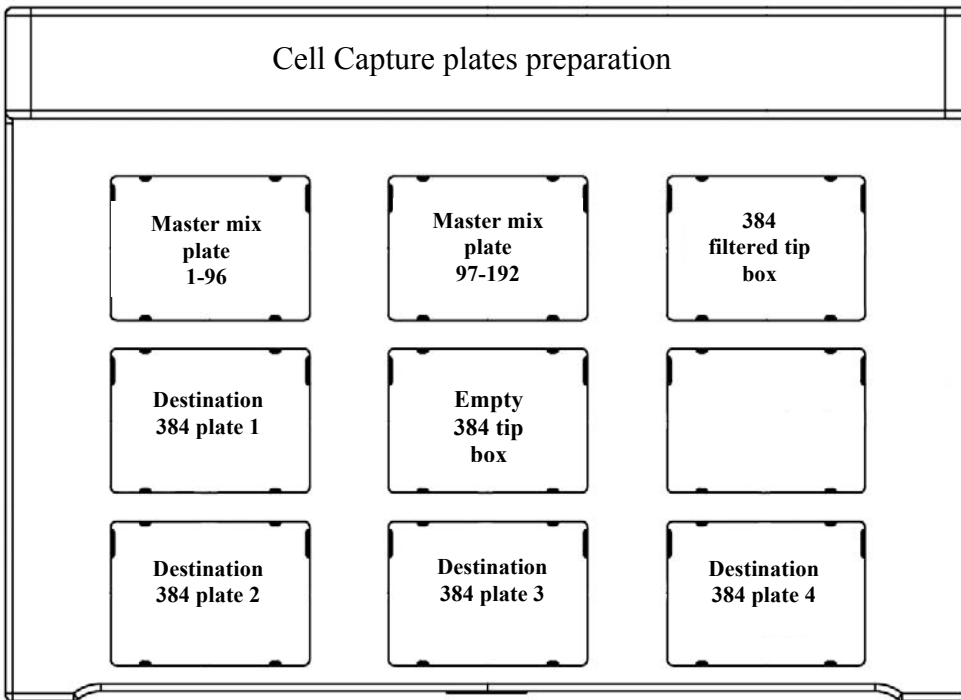 Cell Capture plates preparation
Master mix
plate
1-96
Master mix
plate
97-192
384
filtered tip
box
Destination
384 plate 1
Empty
384 tip
box
Destination
384 plate 2
Destination
384 plate 3
Destination
384 plate 4